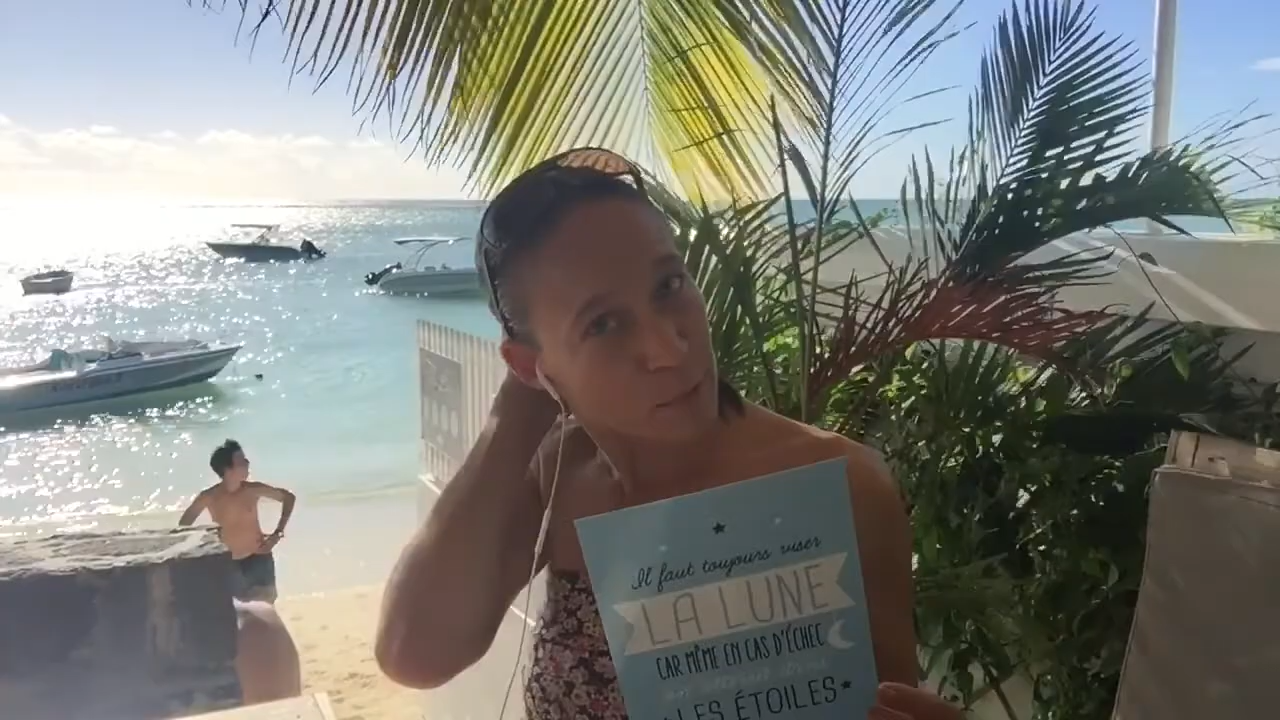 Il faut toujours viser
LA LUNE
CAR MÊME EN CAS D'ÉCHEC
LES ÉTOILES